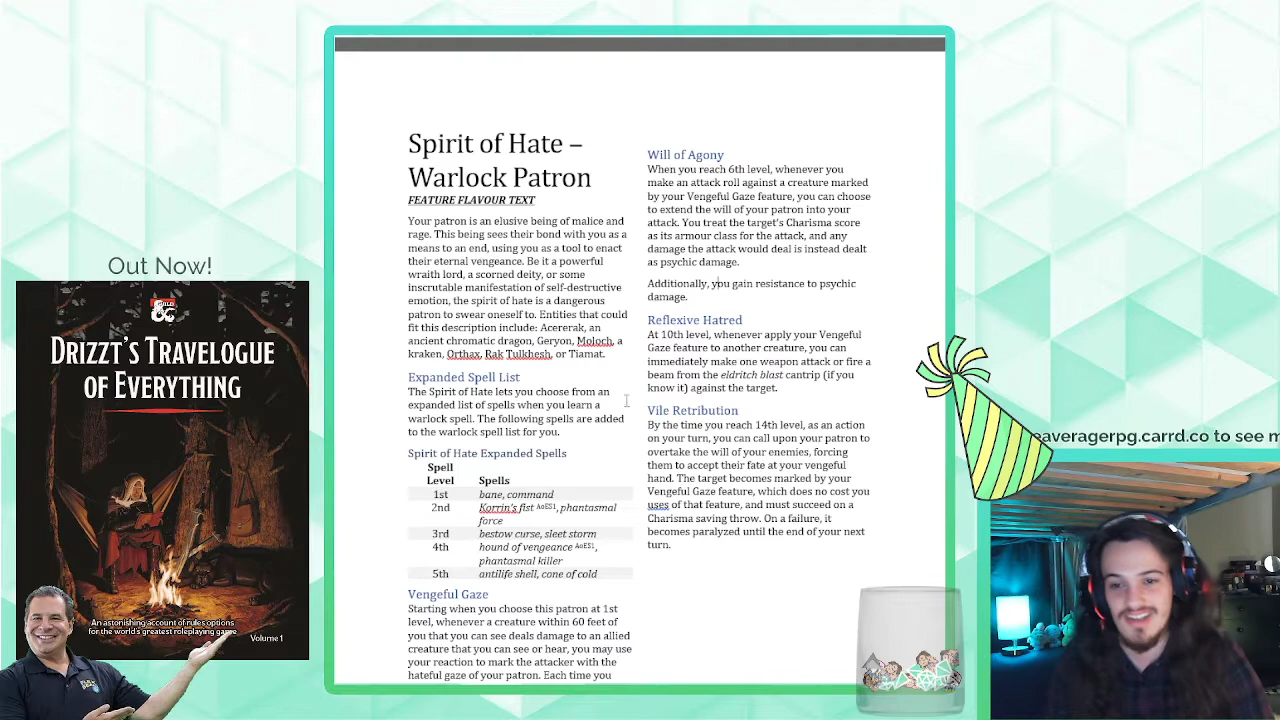 Spirit of Hate –
Warlock Patron
FEATURE FLAVOUR TEXT
Your patron is an elusive being of malice and
rage. This being sees their bond with you as a
means to an end, using you as a tool to enact
their eternal vengeance. Be it a powerful
wraith lord, a scorned deity, or some
inscrutable manifestation of self-destructive
emotion, the spirit of hate is a dangerous
patron to swear oneself to. Entities that could
fit this description include: Acererak, an
ancient chromatic dragon, Geryon, Moloch, a
kraken, Orthax, Rak Tulkhesh, or Tiamat.
Expanded Spell List
The Spirit of Hate lets you choose from an
expanded list of spells when you learn a
warlock spell. The following spells are added
to the warlock spell list for you.
Spirit of Hate Expanded Spells
Spell
Level Spells
1st bane, command
2nd Korrin's fist AoES1, phantasmal
force
3rd bestow curse, sleet storm
4th hound of vengeance AoES1,
phantasmal killer
5th antilife shell, cone of cold
Vengeful Gaze
Starting when you choose this patron at 1st
level, whenever a creature within 60 feet of
you that you can see deals damage to an allied
creature that you can see or hear, you may use
your reaction to mark the attacker with the
hateful gaze of your patron. Each time you
Will of Agony
When you reach 6th level, whenever you
make an attack roll against a creature marked
by your Vengeful Gaze feature, you can choose
to extend the will of your patron into your
attack. You treat the target's Charisma score
as its armour class for the attack, and any
damage the attack would deal is instead dealt
as psychic damage.
Additionally, you gain resistance to psychic
damage.
Reflexive Hatred
At 10th level, whenever apply your Vengeful
Gaze feature to another creature, you can
immediately make one weapon attack or fire a
beam from the eldritch blast cantrip (if you
know it) against the target.
Vile Retribution
By the time you reach 14th level, as an action
on your turn, you can call upon your patron to
overtake the will of your enemies, forcing
them to accept their fate at your vengeful
hand. The target becomes marked by your
Vengeful Gaze feature, which does no cost you
uses of that feature, and must succeed on a
Charisma saving throw. On a failure, it
becomes paralyzed until the end of your next
turn.
Out Now!
DRIZZT'S TRAVELOGUE
OF EVERYTHING
An astonishing account of rules options
for the world's greatest roleplaying game
Volume 1
eaveragerpg.carrd.co to see m